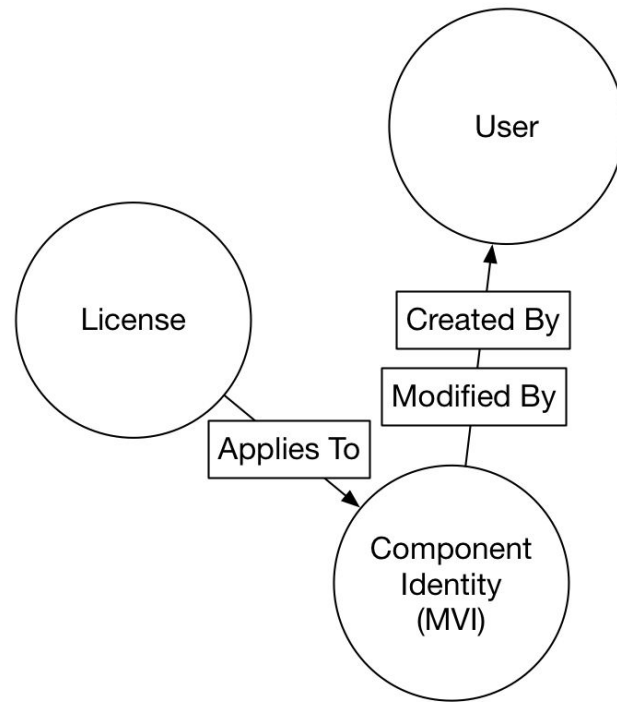 User
License
Created By
Modified By
Applies To
Component
Identity
(MVI)